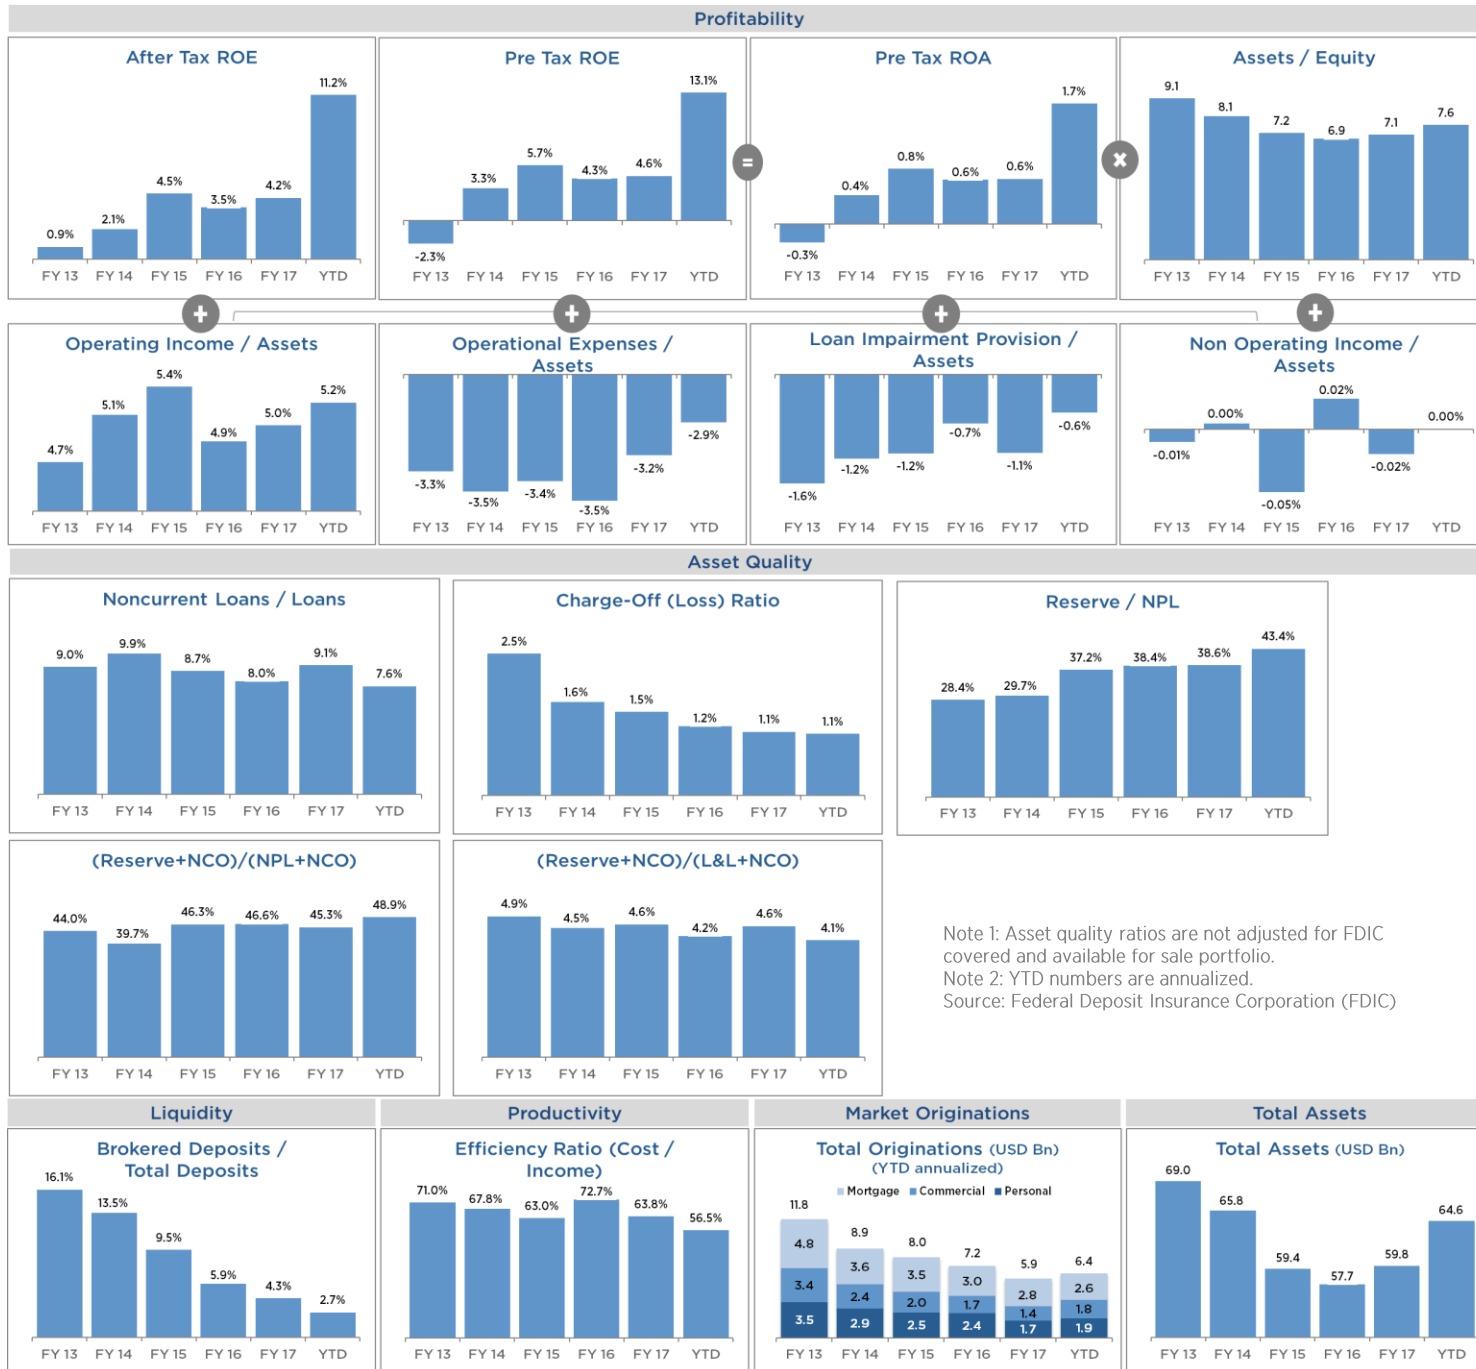 Profitability
After Tax ROE
11.2%
4.5%
4.2%
3.5%
2.1%
0.9%
FY 13 FY 14 FY 15 FY 16 FY 17 YTD
Pre Tax ROE
13.1%
5.7%
4.6%
4.3%
3.3%
-2.3%
FY 13 FY 14 FY 15 FY 16 FY 17 YTD
=
Pre Tax ROA
1.7%
0.8%
0.6% 0.6%
0.4%
-0.3%
FY 13 FY 14 FY 15 FY 16 FY 17 YTD
x
Assets / Equity
9.1
8.1
7.2 6.9 7.1 7.6
FY 13 FY 14 FY 15 FY 16 FY 17 YTD
+ + + +
Operating Income / Assets
4.7% 5.1% 5.4% 4.9% 5.0% 5.2%
FY 13 FY 14 FY 15 FY 16 FY 17 YTD
Operational Expenses /
Assets
-3.3% -3.5% -3.4% -3.5% -3.2% -2.9%
FY 13 FY 14 FY 15 FY 16 FY 17 YTD
Loan Impairment Provision /
Assets
-1.6% -1.2% -1.2% -0.7% -1.1% -0.6%
FY 13 FY 14 FY 15 FY 16 FY 17 YTD
Non Operating Income /
Assets
-0.01% 0.00% -0.05% 0.02% -0.02% 0.00%
FY 13 FY 14 FY 15 FY 16 FY 17 YTD
Asset Quality
Noncurrent Loans / Loans
9.0% 9.9% 8.7% 8.0% 9.1% 7.6%
FY 13 FY 14 FY 15 FY 16 FY 17 YTD
Charge-Off (Loss) Ratio
2.5% 1.6% 1.5% 1.2% 1.1% 1.1%
FY 13 FY 14 FY 15 FY 16 FY 17 YTD
Reserve / NPL
28.4% 29.7% 37.2% 38.4% 38.6% 43.4%
FY 13 FY 14 FY 15 FY 16 FY 17 YTD
(Reserve+NCO)/(NPL+NCO)
44.0% 39.7% 46.3% 46.6% 45.3% 48.9%
FY 13 FY 14 FY 15 FY 16 FY 17 YTD
(Reserve+NCO)/(L&L+NCO)
4.9% 4.5% 4.6% 4.2% 4.6% 4.1%
FY 13 FY 14 FY 15 FY 16 FY 17 YTD
Note 1: Asset quality ratios are not adjusted for FDIC
covered and available for sale portfolio.
Note 2: YTD numbers are annualized.
Source: Federal Deposit Insurance Corporation (FDIC)
Liquidity
Brokered Deposits /
Total Deposits
16.1% 13.5% 9.5% 5.9% 4.3% 2.7%
FY 13 FY 14 FY 15 FY 16 FY 17 YTD
Productivity
Efficiency Ratio (Cost /
Income)
71.0% 67.8% 63.0% 72.7% 63.8% 56.5%
FY 13 FY 14 FY 15 FY 16 FY 17 YTD
Market Originations
Total Originations (USD Bn)
(YTD annualized)
Mortgage Commercial Personal
11.8 8.9 8.0 7.2 5.9 6.4
4.8 3.6 3.5 3.0 2.8 2.6
3.4 2.4 2.0 1.7 1.4 1.8
3.5 2.9 2.5 2.4 1.7 1.9
FY 13 FY 14 FY 15 FY 16 FY 17 YTD
Total Assets
Total Assets (USD Bn)
69.0 65.8 59.4 57.7 59.8 64.6
FY 13 FY 14 FY 15 FY 16 FY 17 YTD